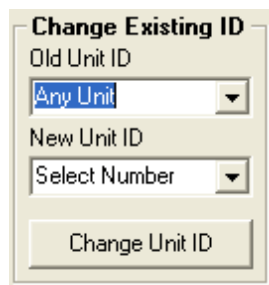 Change Existing ID
Old Unit ID
Any Unit
New Unit ID
Select Number
Change Unit ID